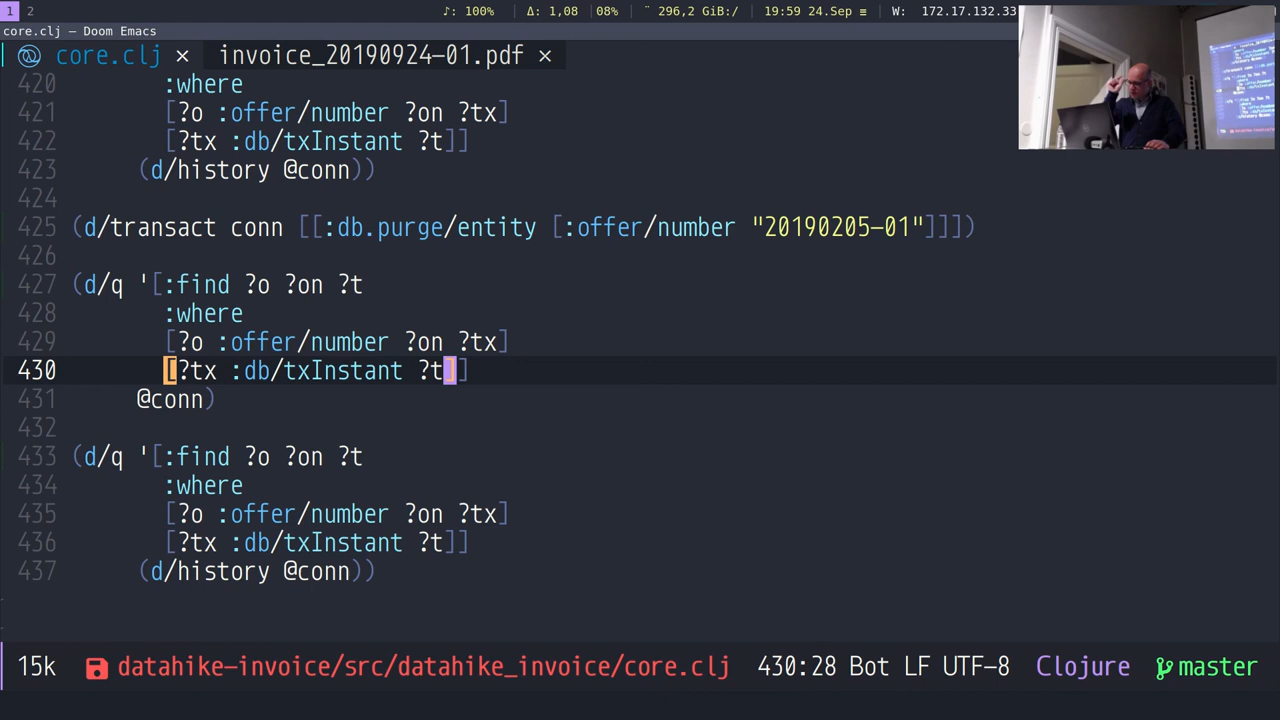 1 2 ♪: 100% Δ: 1,08 08% ¨ 296,2 GiB:/ 19:59 24.Sep ≡ W: 172.17.132.33
core.clj — Doom Emacs
core.clj × invoice_20190924-01.pdf ×
420 :where
421 [?o :offer/number ?on ?tx]
422 [?tx :db/txInstant ?t]]
423 (d/history @conn))
424
425 (d/transact conn [[:db.purge/entity [:offer/number "20190205-01"]]])
426
427 (d/q '[:find ?o ?on ?t
428 :where
429 [?o :offer/number ?on ?tx]
430 [?tx :db/txInstant ?t]]
431 @conn)
432
433 (d/q '[:find ?o ?on ?t
434 :where
435 [?o :offer/number ?on ?tx]
436 [?tx :db/txInstant ?t]]
437 (d/history @conn))
15k datahike-invoice/src/datahike_invoice/core.clj 430:28 Bot LF UTF-8 Clojure master